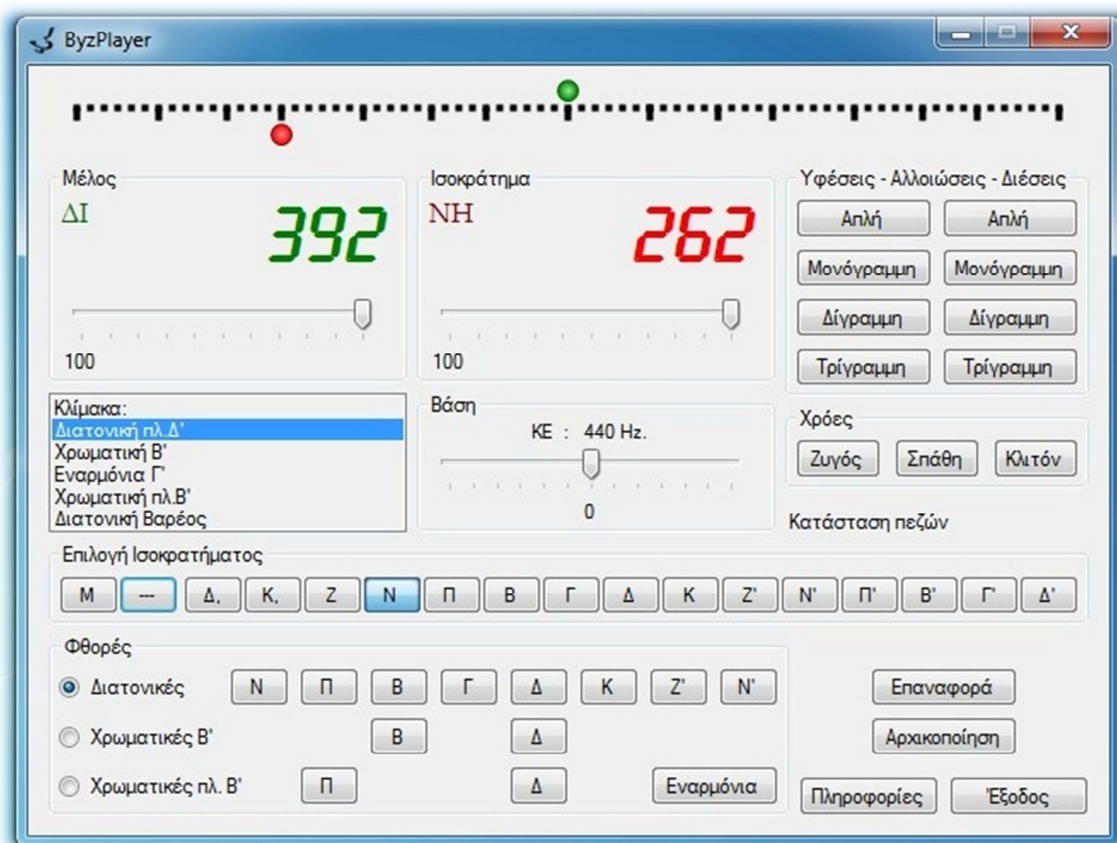 ByzPlayer
Μέλος
ΔΙ
392
100
Ισοκράτημα
ΝΗ
262
100
Υφέσεις - Αλλοιώσεις - Διέσεις
Απλή Απλή
Μονόγραμμη Μονόγραμμη
Δίγραμμη Δίγραμμη
Τρίγραμμη Τρίγραμμη
Κλίμακα:
Διατονική πλ.Δ'
Χρωματική Β'
Εναρμόνια Γ'
Χρωματική πλ.Β'
Διατονική Βαρέος
Βάση
ΚΕ : 440 Hz.
0
Χρόες
Ζυγός Σπάθη Κλιτόν
Κατάσταση πεζών
Επιλογή Ισοκρατήματος
Μ --- Δ, Κ, Ζ Ν Π Β Γ Δ Κ Ζ' Ν' Π' Β' Γ' Δ'
Φθορές
Διατονικές Ν Π Β Γ Δ Κ Ζ' Ν'
Χρωματικές Β' Β Δ
Χρωματικές πλ. Β' Π Δ Εναρμόνια
Επαναφορά
Αρχικοποίηση
Πληροφορίες Έξοδος